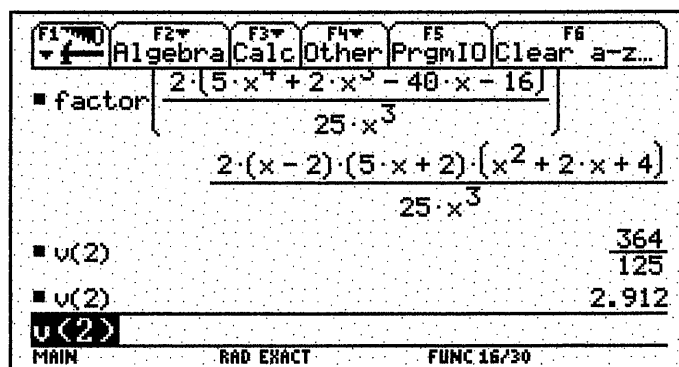 F1 F2 F3 F4 F5 F6
Algebra Calc Other PrgmIO Clear a-z…
▪ factor(2·(5·x⁴ + 2·x³ − 40·x − 16) / 25·x³)
2·(x − 2)·(5·x + 2)·(x² + 2·x + 4) / 25·x³
▪ v(2) 364/125
▪ v(2) 2.912
v(2)
MAIN RAD EXACT FUNC 16/30